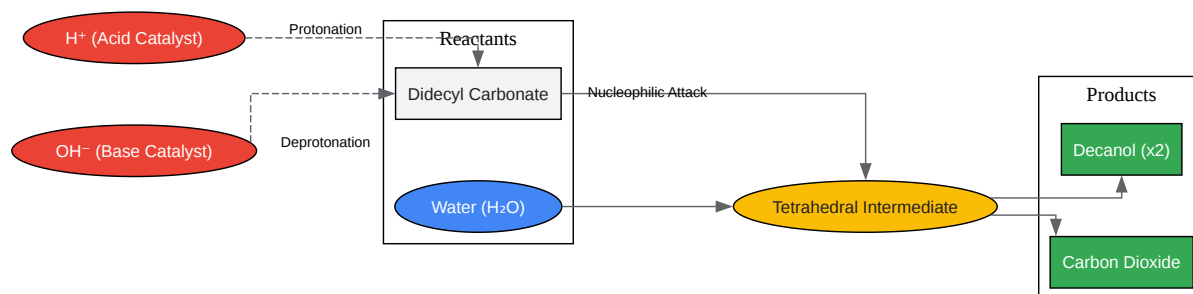 H⁺ (Acid Catalyst)
Protonation
Reactants
Didecyl Carbonate
Nucleophilic Attack
Products
Decanol (x2)
OH⁻ (Base Catalyst)
Deprotonation
Water (H₂O)
Tetrahedral Intermediate
Carbon Dioxide